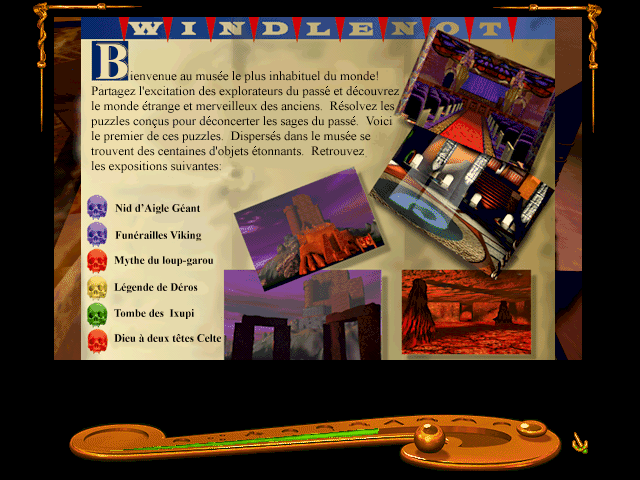 WINDLENOT
Bienvenue au musée le plus inhabituel du monde!
Partagez l'excitation des explorateurs du passé et découvrez
le monde étrange et merveilleux des anciens. Résolvez les
puzzles conçus pour déconcerter les sages du passé. Voici
le premier de ces puzzles. Dispersés dans le musée se
trouvent des centaines d'objets étonnants. Retrouvez
les expositions suivantes:
Nid d'Aigle Géant
Funérailles Viking
Mythe du loup-garou
Légende de Déros
Tombe des Ixupi
Dieu à deux têtes Celte